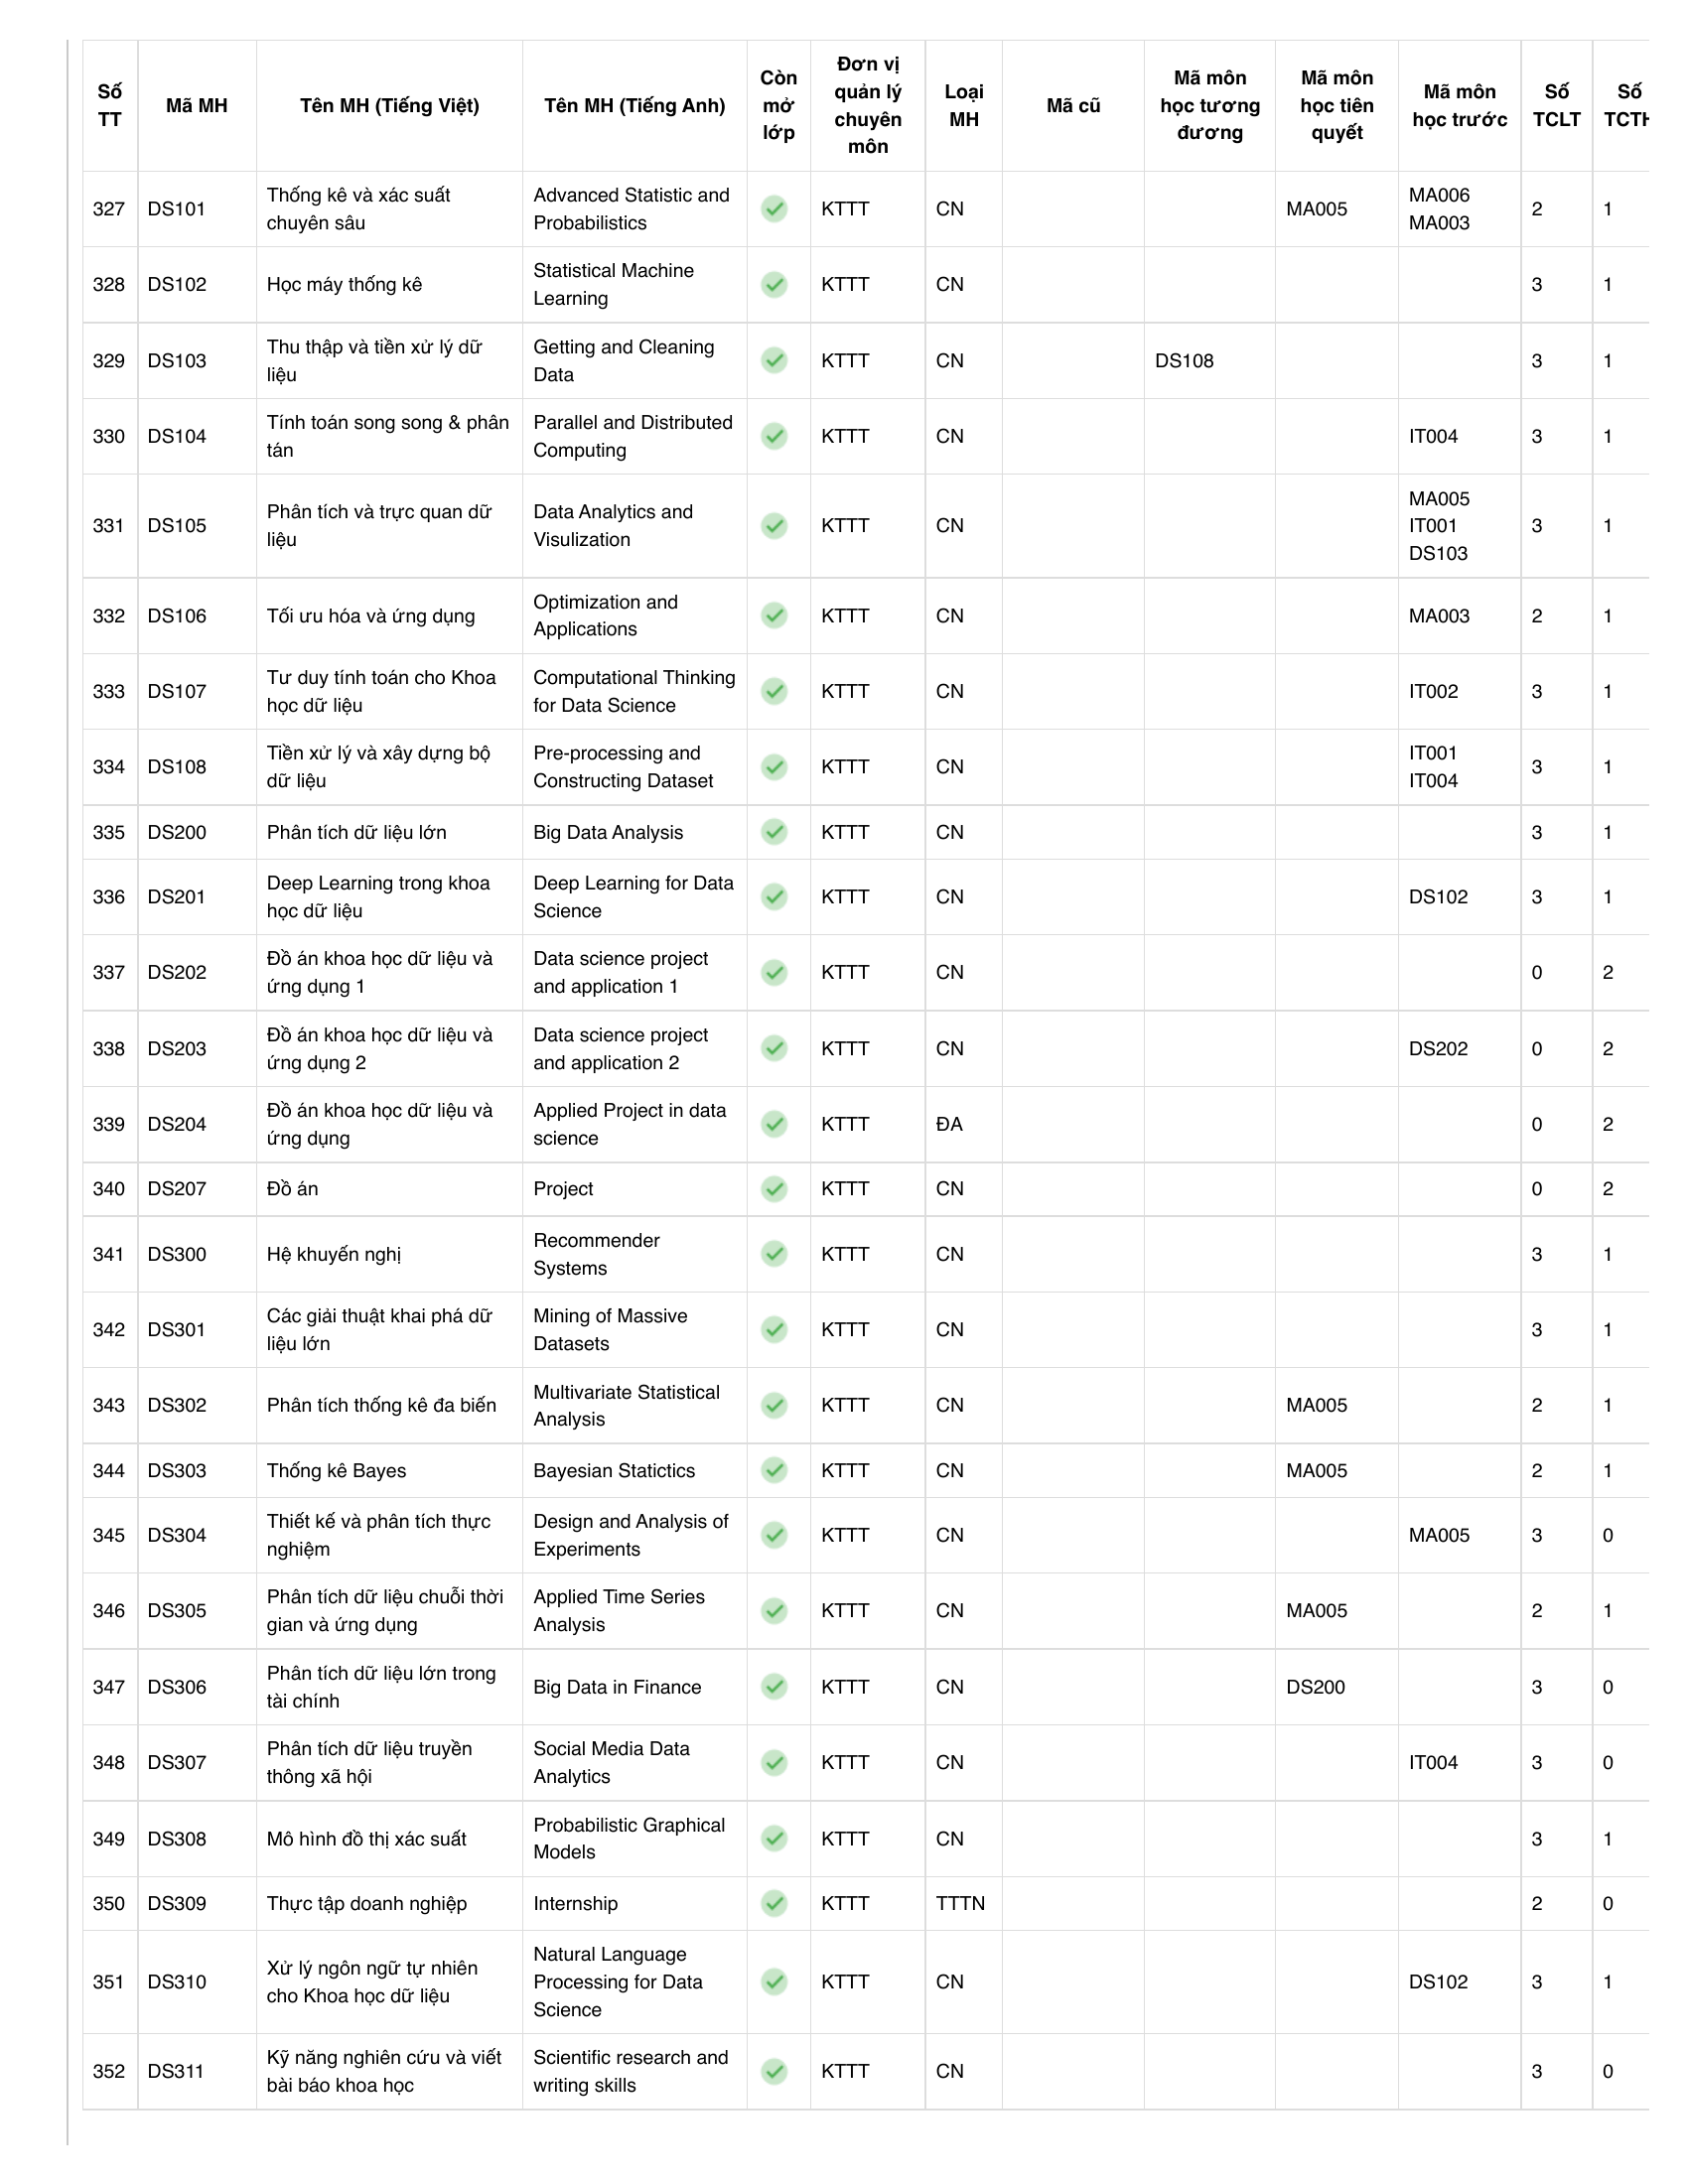 Số TT Mã MH Tên MH (Tiếng Việt) Tên MH (Tiếng Anh) Còn mở lớp Đơn vị quản lý chuyên môn Loại MH Mã cũ Mã môn học tương đương Mã môn học tiên quyết Mã môn học trước Số TCLT Số TCTH
327 DS101 Thống kê và xác suất chuyên sâu Advanced Statistic and Probabilistics KTTT CN MA005 MA006 MA003 2 1
328 DS102 Học máy thống kê Statistical Machine Learning KTTT CN 3 1
329 DS103 Thu thập và tiền xử lý dữ liệu Getting and Cleaning Data KTTT CN DS108 3 1
330 DS104 Tính toán song song & phân tán Parallel and Distributed Computing KTTT CN IT004 3 1
331 DS105 Phân tích và trực quan dữ liệu Data Analytics and Visulization KTTT CN MA005 IT001 DS103 3 1
332 DS106 Tối ưu hóa và ứng dụng Optimization and Applications KTTT CN MA003 2 1
333 DS107 Tư duy tính toán cho Khoa học dữ liệu Computational Thinking for Data Science KTTT CN IT002 3 1
334 DS108 Tiền xử lý và xây dựng bộ dữ liệu Pre-processing and Constructing Dataset KTTT CN IT001 IT004 3 1
335 DS200 Phân tích dữ liệu lớn Big Data Analysis KTTT CN 3 1
336 DS201 Deep Learning trong khoa học dữ liệu Deep Learning for Data Science KTTT CN DS102 3 1
337 DS202 Đồ án khoa học dữ liệu và ứng dụng 1 Data science project and application 1 KTTT CN 0 2
338 DS203 Đồ án khoa học dữ liệu và ứng dụng 2 Data science project and application 2 KTTT CN DS202 0 2
339 DS204 Đồ án khoa học dữ liệu và ứng dụng Applied Project in data science KTTT ĐA 0 2
340 DS207 Đồ án Project KTTT CN 0 2
341 DS300 Hệ khuyến nghị Recommender Systems KTTT CN 3 1
342 DS301 Các giải thuật khai phá dữ liệu lớn Mining of Massive Datasets KTTT CN 3 1
343 DS302 Phân tích thống kê đa biến Multivariate Statistical Analysis KTTT CN MA005 2 1
344 DS303 Thống kê Bayes Bayesian Statictics KTTT CN MA005 2 1
345 DS304 Thiết kế và phân tích thực nghiệm Design and Analysis of Experiments KTTT CN MA005 3 0
346 DS305 Phân tích dữ liệu chuỗi thời gian và ứng dụng Applied Time Series Analysis KTTT CN MA005 2 1
347 DS306 Phân tích dữ liệu lớn trong tài chính Big Data in Finance KTTT CN DS200 3 0
348 DS307 Phân tích dữ liệu truyền thông xã hội Social Media Data Analytics KTTT CN IT004 3 0
349 DS308 Mô hình đồ thị xác suất Probabilistic Graphical Models KTTT CN 3 1
350 DS309 Thực tập doanh nghiệp Internship KTTT TTTN 2 0
351 DS310 Xử lý ngôn ngữ tự nhiên cho Khoa học dữ liệu Natural Language Processing for Data Science KTTT CN DS102 3 1
352 DS311 Kỹ năng nghiên cứu và viết bài báo khoa học Scientific research and writing skills KTTT CN 3 0